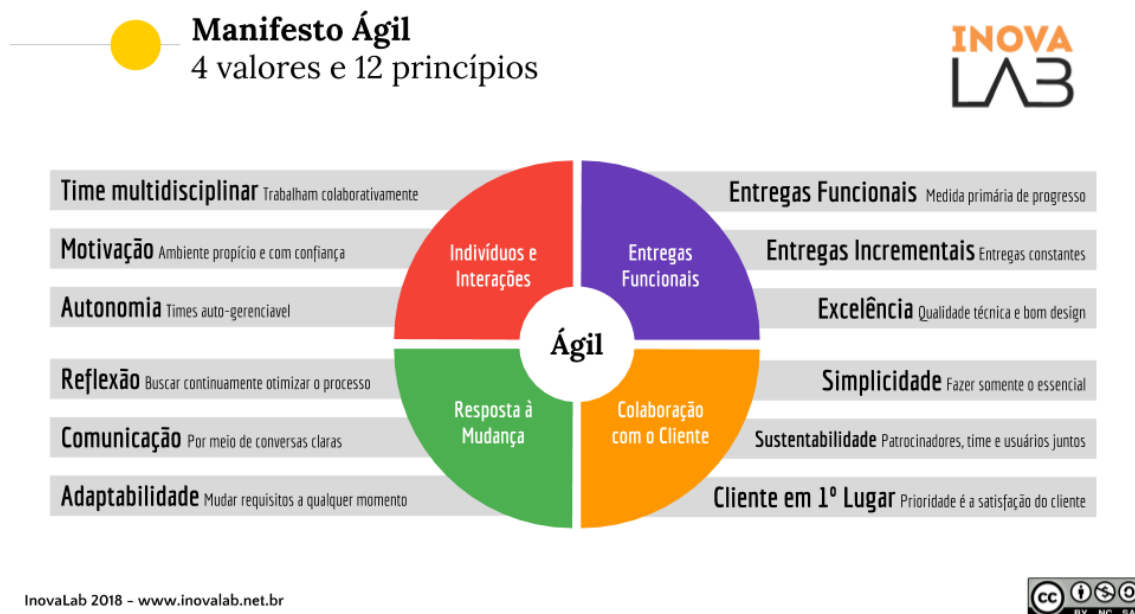 Manifesto Ágil
4 valores e 12 princípios
INOVA
LAB
Time multidisciplinar Trabalham colaborativamente
Motivação Ambiente propício e com confiança
Autonomia Times auto-gerenciavel
Reflexão Buscar continuamente otimizar o processo
Comunicação Por meio de conversas claras
Adaptabilidade Mudar requisitos a qualquer momento
Indivíduos e
Interações
Entregas
Funcionais
Ágil
Resposta à
Mudança
Colaboração
com o Cliente
Entregas Funcionais Medida primária de progresso
Entregas Incrementais Entregas constantes
Excelência Qualidade técnica e bom design
Simplicidade Fazer somente o essencial
Sustentabilidade Patrocinadores, time e usuários juntos
Cliente em 1º Lugar Prioridade é a satisfação do cliente
InovaLab 2018 – www.inovalab.net.br
cc
BY NC SA